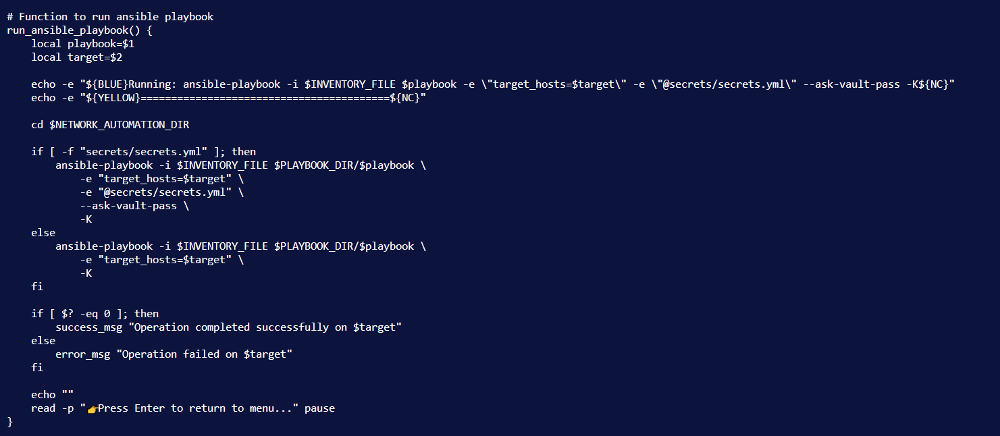 # Function to run ansible playbook
run_ansible_playbook() {
    local playbook=$1
    local target=$2

    echo -e "${BLUE}Running: ansible-playbook -i $INVENTORY_FILE $playbook -e \"target_hosts=$target\" -e \"@secrets/secrets.yml\" --ask-vault-pass -K${NC}"
    echo -e "${YELLOW}=========================================${NC}"

    cd $NETWORK_AUTOMATION_DIR

    if [ -f "secrets/secrets.yml" ]; then
        ansible-playbook -i $INVENTORY_FILE $PLAYBOOK_DIR/$playbook \
            -e "target_hosts=$target" \
            -e "@secrets/secrets.yml" \
            --ask-vault-pass \
            -K
    else
        ansible-playbook -i $INVENTORY_FILE $PLAYBOOK_DIR/$playbook \
            -e "target_hosts=$target" \
            -K
    fi

    if [ $? -eq 0 ]; then
        success_msg "Operation completed successfully on $target"
    else
        error_msg "Operation failed on $target"
    fi

    echo ""
    read -p "👉Press Enter to return to menu..." pause
}